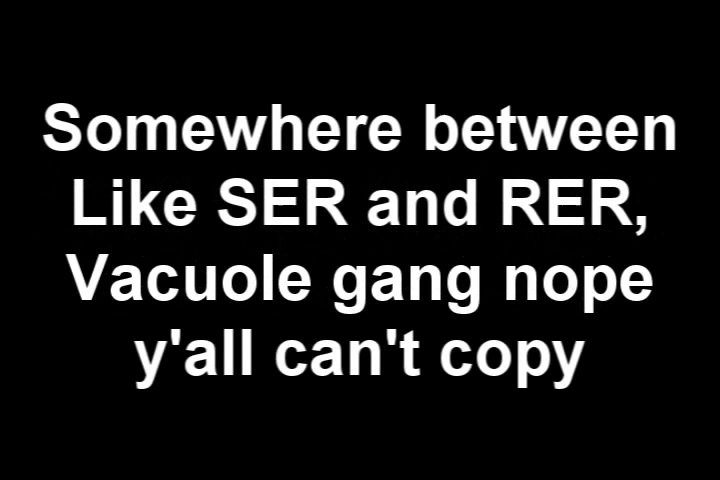 Somewhere between
Like SER and RER,
Vacuole gang nope
y'all can't copy